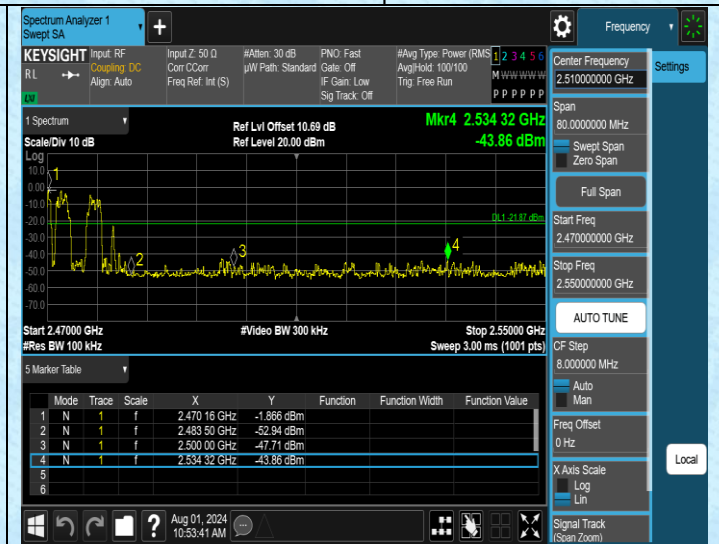 Spectrum Analyzer 1
Swept SA
+
Frequency
KEYSIGHT
RL
LXI
Input: RF
Coupling: DC
Align: Auto
Input Z: 50 Ω
Corr CCorr
Freq Ref: Int (S)
#Atten: 30 dB
µW Path: Standard
PNO: Fast
Gate: Off
IF Gain: Low
Sig Track: Off
#Avg Type: Power (RMS
Avg|Hold: 100/100
Trig: Free Run
1 2 3 4 5 6
M W W W W W
P P P P P P
1 Spectrum
Scale/Div 10 dB
Ref Lvl Offset 10.69 dB
Ref Level 20.00 dBm
Mkr4 2.534 32 GHz
-43.86 dBm
Log
10.0
0.00
-10.0
-20.0
-30.0
-40.0
-50.0
-60.0
-70.0
1
2
3
4
DL1 -21.87 dBm
Start 2.47000 GHz
#Res BW 100 kHz
#Video BW 300 kHz
Stop 2.55000 GHz
Sweep 3.00 ms (1001 pts)
5 Marker Table
Mode Trace Scale X Y Function Function Width Function Value
1 N 1 f 2.470 16 GHz -1.866 dBm
2 N 1 f 2.483 50 GHz -52.94 dBm
3 N 1 f 2.500 00 GHz -47.71 dBm
4 N 1 f 2.534 32 GHz -43.86 dBm
5
6
Aug 01, 2024
10:53:41 AM
?
Center Frequency
2.510000000 GHz
Settings
Span
80.0000000 MHz
Swept Span
Zero Span
Full Span
Start Freq
2.470000000 GHz
Stop Freq
2.550000000 GHz
AUTO TUNE
CF Step
8.000000 MHz
Auto
Man
Freq Offset
0 Hz
X Axis Scale
Log
Lin
Local
Signal Track
(Span Zoom)